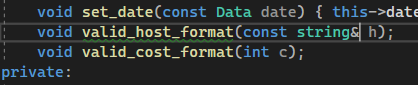 void set_date(const Data date) { this->date
void valid_host_format(const string& h);
void valid_cost_format(int c);
private: